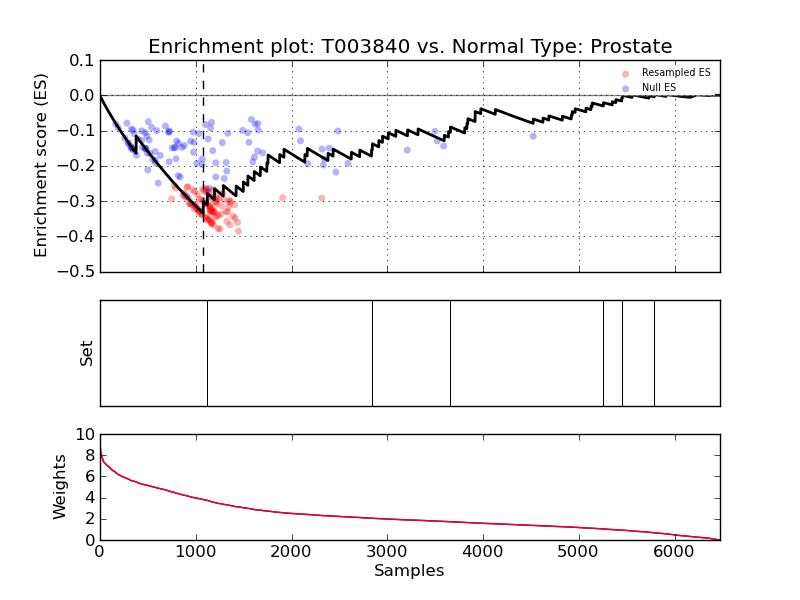 Enrichment plot: T003840 vs. Normal Type: Prostate
Enrichment score (ES)
0.1
0.0
−0.1
−0.2
−0.3
−0.4
−0.5
Resampled ES
Null ES
Set
Weights
10
8
6
4
2
0
0 1000 2000 3000 4000 5000 6000
Samples